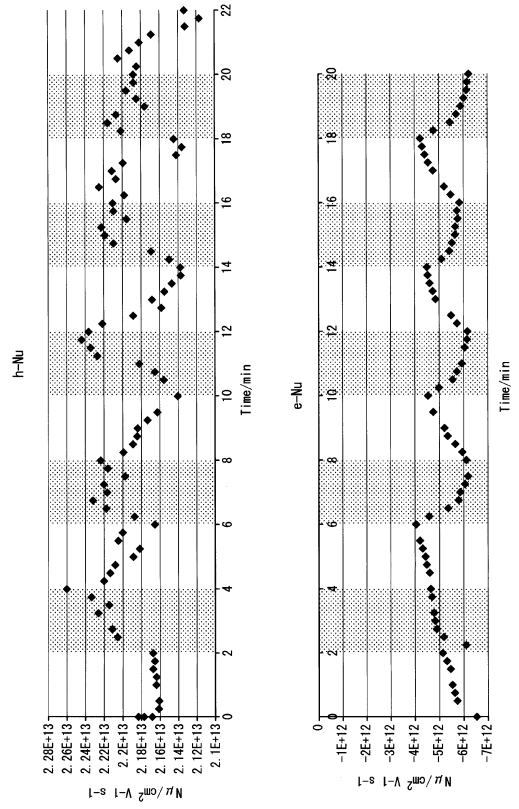 h-Nu
Nμ/cm² V-1 s-1
2.28E+13
2.26E+13
2.24E+13
2.22E+13
2.2E+13
2.18E+13
2.16E+13
2.14E+13
2.12E+13
2.1E+13
0 2 4 6 8 10 12 14 16 18 20 22
Time/min
e-Nu
Nμ/cm² V-1 s-1
0
-1E+12
-2E+12
-3E+12
-4E+12
-5E+12
-6E+12
-7E+12
0 2 4 6 8 10 12 14 16 18 20
Time/min